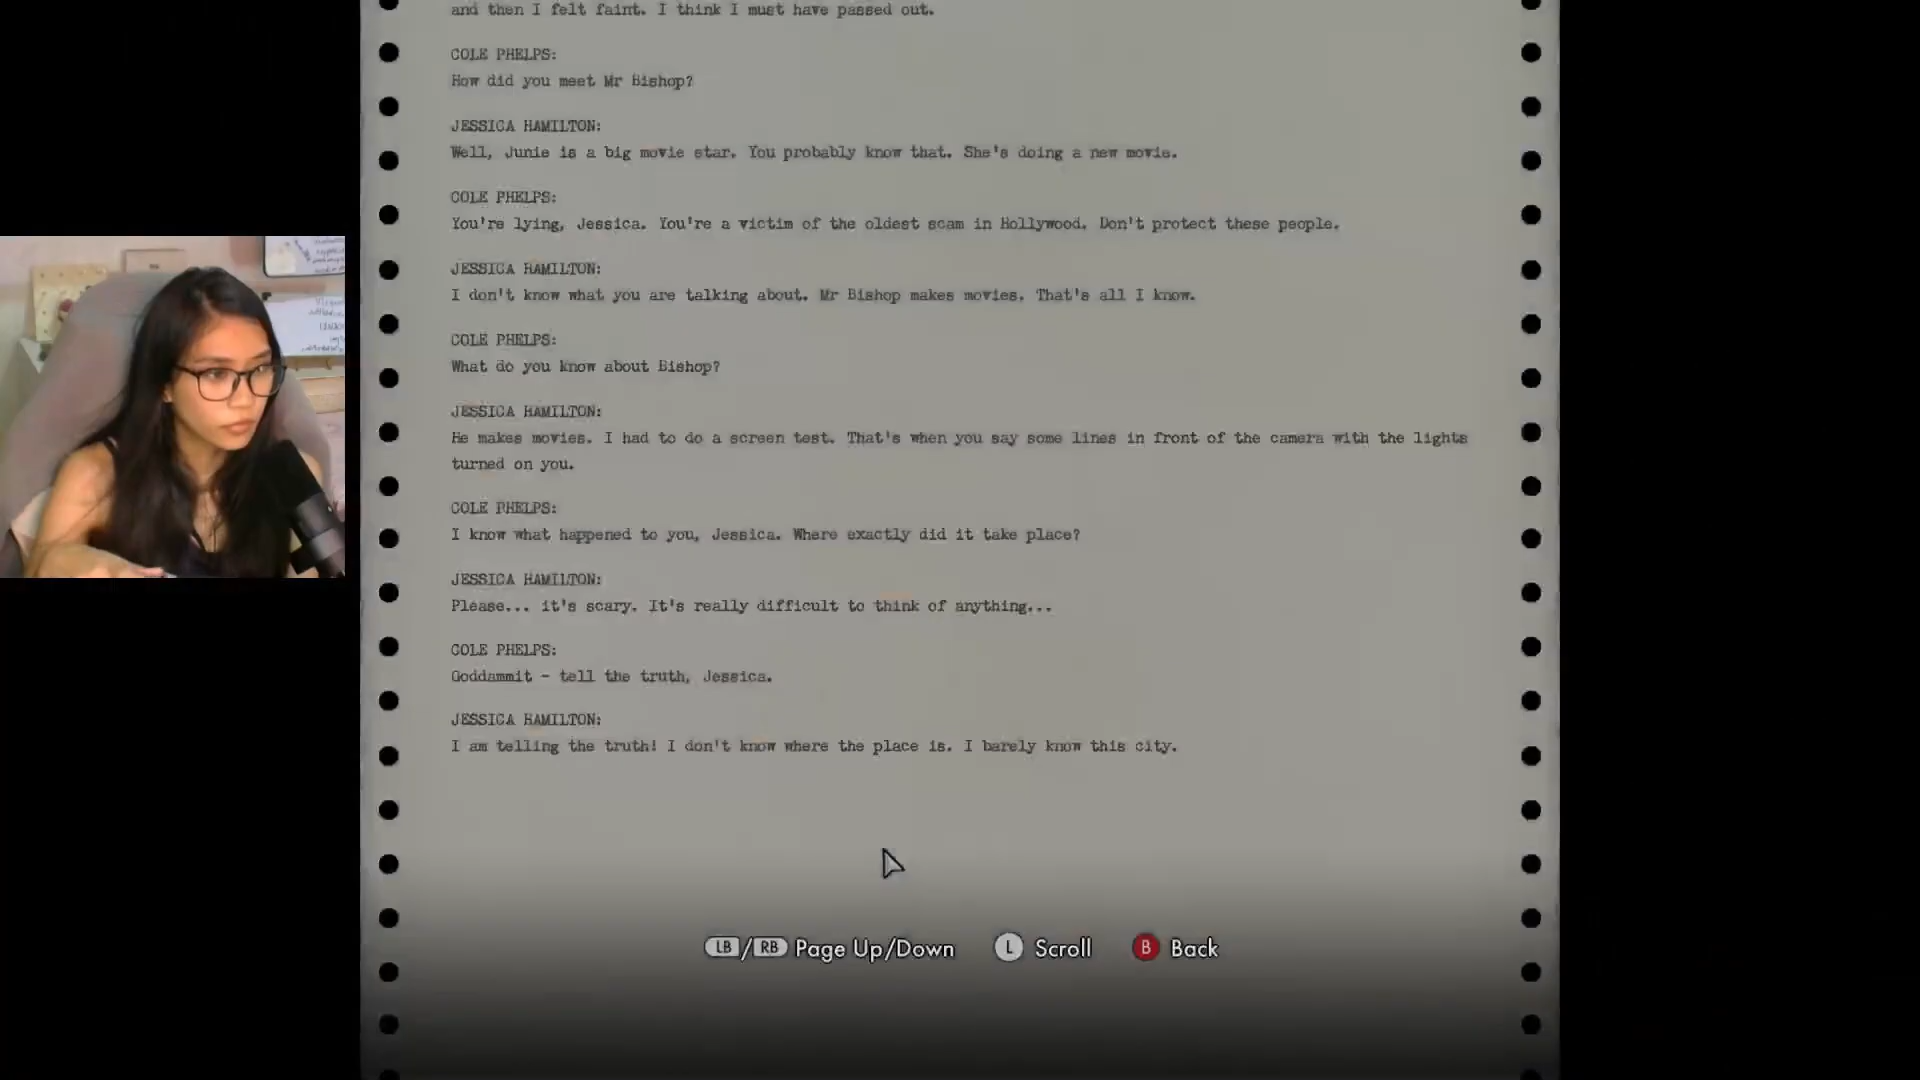 and then I felt faint. I think I must have passed out.
COLE PHELPS:
How did you meet Mr Bishop?
JESSICA HAMILTON:
Well, Junie is a big movie star. You probably know that. She's doing a new movie.
COLE PHELPS:
You're lying, Jessica. You're a victim of the oldest scam in Hollywood. Don't protect these people.
JESSICA HAMILTON:
I don't know what you are talking about. Mr Bishop makes movies. That's all I know.
COLE PHELPS:
What do you know about Bishop?
JESSICA HAMILTON:
He makes movies. I had to do a screen test. That's when you say some lines in front of the camera with the lights
turned on you.
COLE PHELPS:
I know what happened to you, Jessica. Where exactly did it take place?
JESSICA HAMILTON:
Please... it's scary. It's really difficult to think of anything...
COLE PHELPS:
Goddammit - tell the truth, Jessica.
JESSICA HAMILTON:
I am telling the truth! I don't know where the place is. I barely know this city.
LB/RB Page Up/Down L Scroll B Back